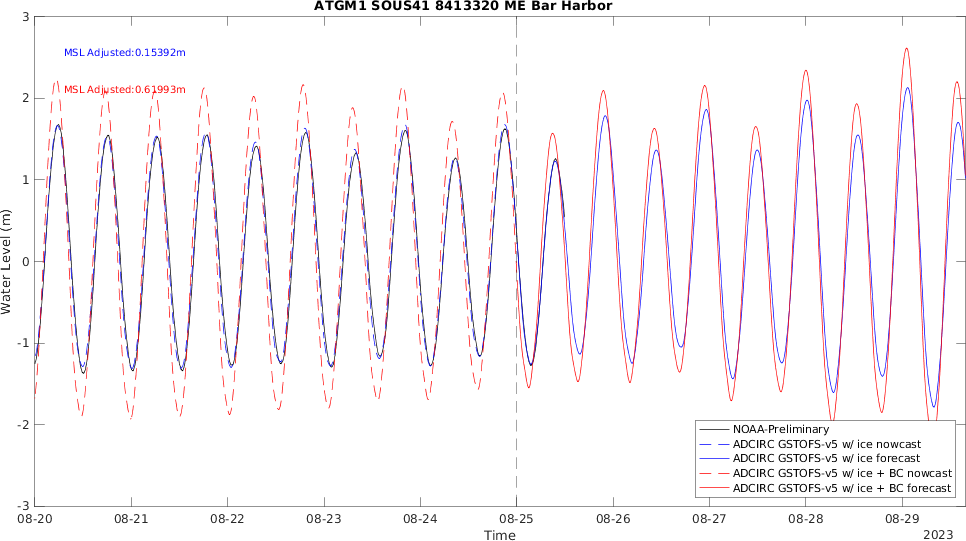 ATGM1 SOUS41 8413320 ME Bar Harbor
MSL Adjusted:0.15392m
MSL Adjusted:0.61993m
3
2
1
0
-1
-2
-3
Water Level (m)
NOAA-Preliminary
ADCIRC GSTOFS-v5 w/ ice nowcast
ADCIRC GSTOFS-v5 w/ ice forecast
ADCIRC GSTOFS-v5 w/ ice + BC nowcast
ADCIRC GSTOFS-v5 w/ ice + BC forecast
08-20 08-21 08-22 08-23 08-24 08-25 08-26 08-27 08-28 08-29
Time
2023